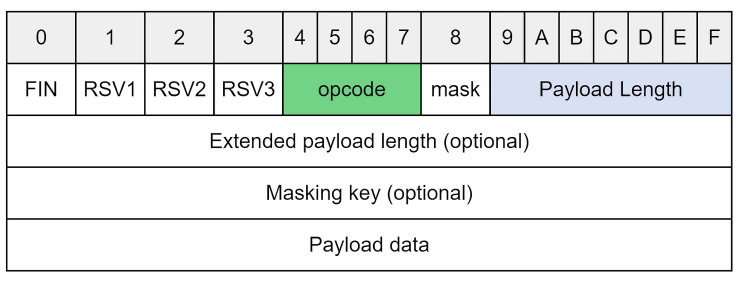 0 1 2 3 4 5 6 7 8 9 A B C D E F
FIN RSV1 RSV2 RSV3 opcode mask Payload Length
Extended payload length (optional)
Masking key (optional)
Payload data